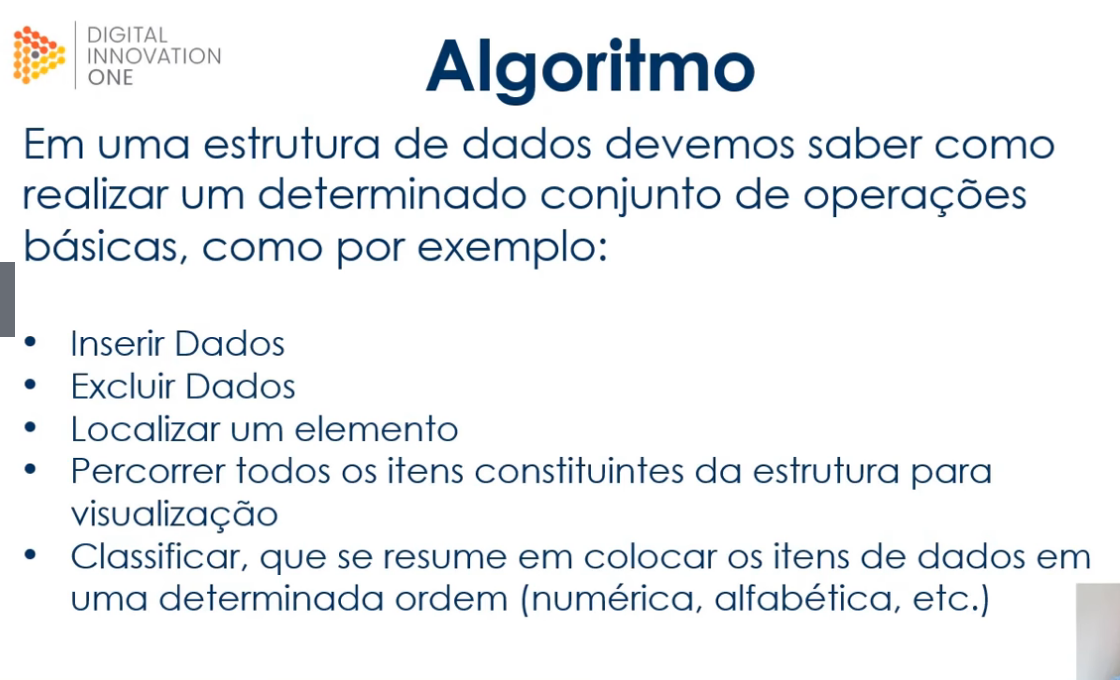 DIGITAL
INNOVATION
ONE
Algoritmo
Em uma estrutura de dados devemos saber como
realizar um determinado conjunto de operações
básicas, como por exemplo:
• Inserir Dados
• Excluir Dados
• Localizar um elemento
• Percorrer todos os itens constituintes da estrutura para
visualização
• Classificar, que se resume em colocar os itens de dados em
uma determinada ordem (numérica, alfabética, etc.)